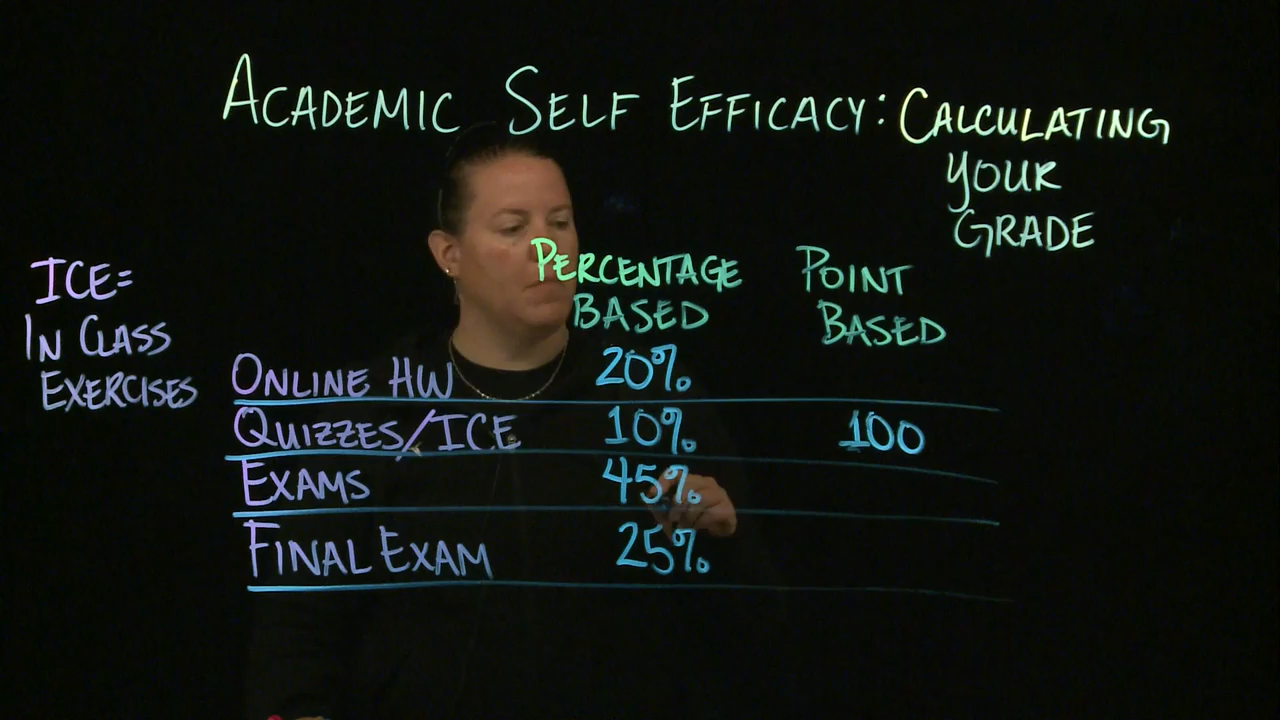 ACADEMIC SELF EFFICACY: CALCULATING
YOUR
GRADE
ICE=
IN CLASS
EXERCISES
PERCENTAGE
BASED
POINT
BASED
ONLINE HW 20%
QUIZZES/ICE 10% 100
EXAMS 45%
FINAL EXAM 25%